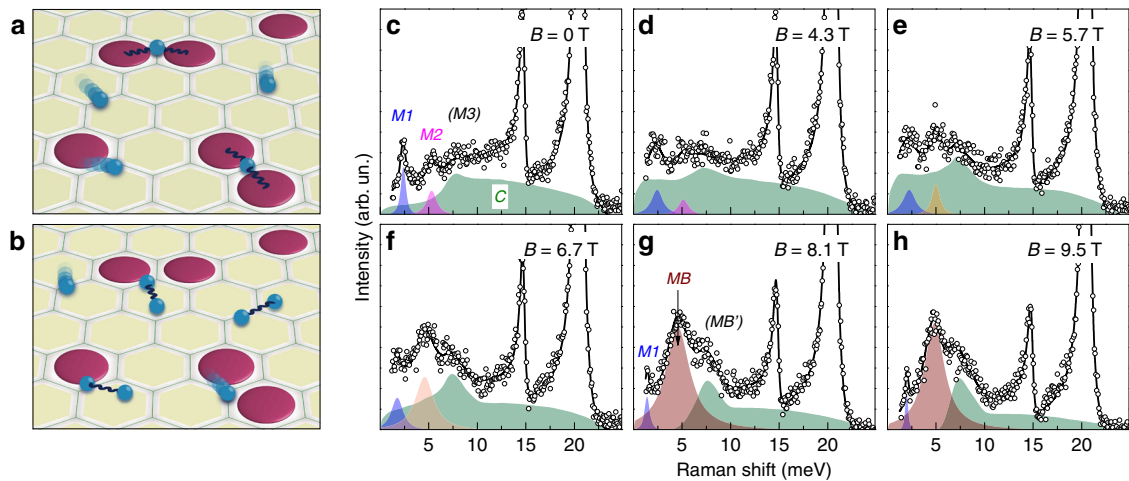 a
b
c
B = 0 T
M1
M2
(M3)
C
d
B = 4.3 T
e
B = 5.7 T
Intensity (arb. un.)
f
B = 6.7 T
g
B = 8.1 T
MB
(MB')
M1
h
B = 9.5 T
5 10 15 20
5 10 15 20
5 10 15 20
Raman shift (meV)